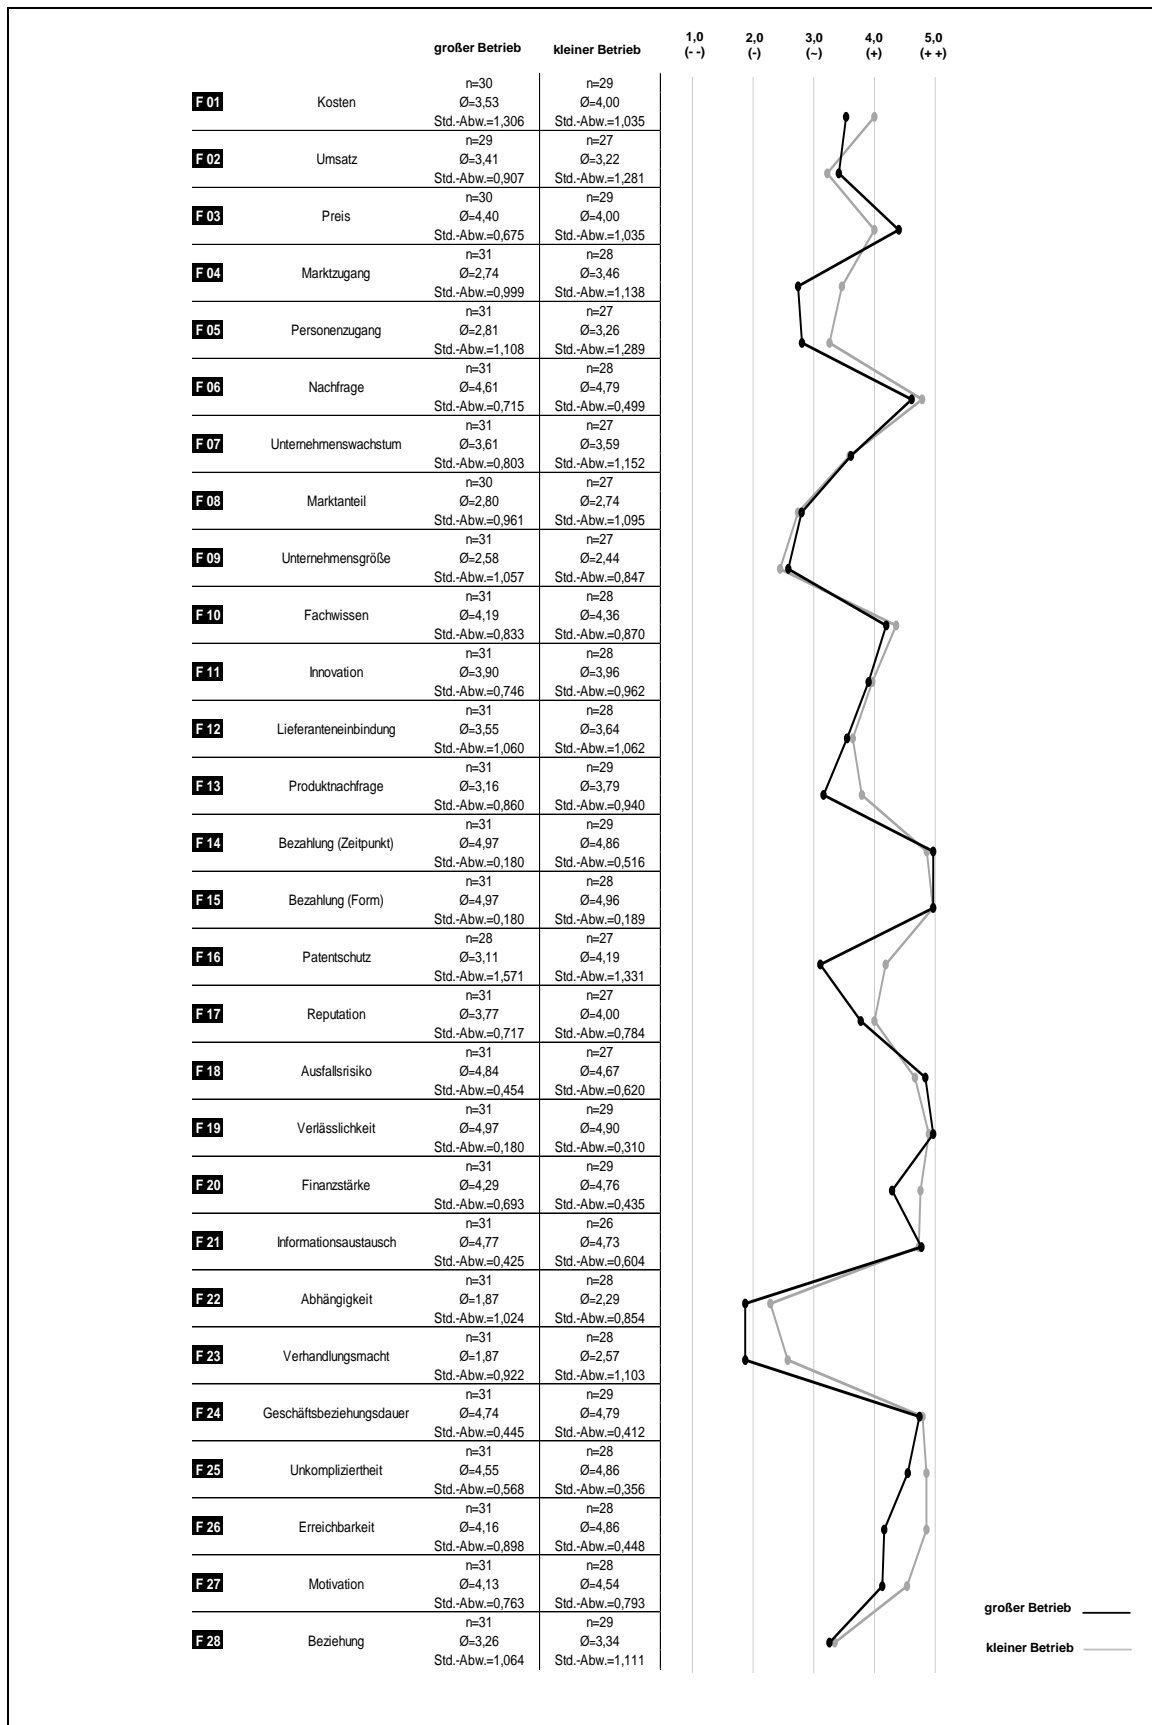 großer Betrieb kleiner Betrieb 1,0 2,0 3,0 4,0 5,0
(- -) (-) (~) (+) (+ +)
n=30 n=29
F 01 Kosten Ø=3,53 Ø=4,00
Std.-Abw.=1,306 Std.-Abw.=1,035
n=29 n=27
F 02 Umsatz Ø=3,41 Ø=3,22
Std.-Abw.=0,907 Std.-Abw.=1,281
n=30 n=29
F 03 Preis Ø=4,40 Ø=4,00
Std.-Abw.=0,675 Std.-Abw.=1,035
n=31 n=28
F 04 Marktzugang Ø=2,74 Ø=3,46
Std.-Abw.=0,999 Std.-Abw.=1,138
n=31 n=27
F 05 Personenzugang Ø=2,81 Ø=3,26
Std.-Abw.=1,108 Std.-Abw.=1,289
n=31 n=28
F 06 Nachfrage Ø=4,61 Ø=4,79
Std.-Abw.=0,715 Std.-Abw.=0,499
n=31 n=27
F 07 Unternehmenswachstum Ø=3,61 Ø=3,59
Std.-Abw.=0,803 Std.-Abw.=1,152
n=30 n=27
F 08 Marktanteil Ø=2,80 Ø=2,74
Std.-Abw.=0,961 Std.-Abw.=1,095
n=31 n=27
F 09 Unternehmensgröße Ø=2,58 Ø=2,44
Std.-Abw.=1,057 Std.-Abw.=0,847
n=31 n=28
F 10 Fachwissen Ø=4,19 Ø=4,36
Std.-Abw.=0,833 Std.-Abw.=0,870
n=31 n=28
F 11 Innovation Ø=3,90 Ø=3,96
Std.-Abw.=0,746 Std.-Abw.=0,962
n=31 n=28
F 12 Lieferanteneinbindung Ø=3,55 Ø=3,64
Std.-Abw.=1,060 Std.-Abw.=1,062
n=31 n=29
F 13 Produktnachfrage Ø=3,16 Ø=3,79
Std.-Abw.=0,860 Std.-Abw.=0,940
n=31 n=29
F 14 Bezahlung (Zeitpunkt) Ø=4,97 Ø=4,86
Std.-Abw.=0,180 Std.-Abw.=0,516
n=31 n=28
F 15 Bezahlung (Form) Ø=4,97 Ø=4,96
Std.-Abw.=0,180 Std.-Abw.=0,189
n=28 n=27
F 16 Patentschutz Ø=3,11 Ø=4,19
Std.-Abw.=1,571 Std.-Abw.=1,331
n=31 n=27
F 17 Reputation Ø=3,77 Ø=4,00
Std.-Abw.=0,717 Std.-Abw.=0,784
n=31 n=27
F 18 Ausfallsrisiko Ø=4,84 Ø=4,67
Std.-Abw.=0,454 Std.-Abw.=0,620
n=31 n=29
F 19 Verlässlichkeit Ø=4,97 Ø=4,90
Std.-Abw.=0,180 Std.-Abw.=0,310
n=31 n=29
F 20 Finanzstärke Ø=4,29 Ø=4,76
Std.-Abw.=0,693 Std.-Abw.=0,435
n=31 n=26
F 21 Informationsaustausch Ø=4,77 Ø=4,73
Std.-Abw.=0,425 Std.-Abw.=0,604
n=31 n=28
F 22 Abhängigkeit Ø=1,87 Ø=2,29
Std.-Abw.=1,024 Std.-Abw.=0,854
n=31 n=28
F 23 Verhandlungsmacht Ø=1,87 Ø=2,57
Std.-Abw.=0,922 Std.-Abw.=1,103
n=31 n=29
F 24 Geschäftsbeziehungsdauer Ø=4,74 Ø=4,79
Std.-Abw.=0,445 Std.-Abw.=0,412
n=31 n=28
F 25 Unkompliziertheit Ø=4,55 Ø=4,86
Std.-Abw.=0,568 Std.-Abw.=0,356
n=31 n=28
F 26 Erreichbarkeit Ø=4,16 Ø=4,86
Std.-Abw.=0,898 Std.-Abw.=0,448
n=31 n=28
F 27 Motivation Ø=4,13 Ø=4,54
Std.-Abw.=0,763 Std.-Abw.=0,793
n=31 n=29
F 28 Beziehung Ø=3,26 Ø=3,34
Std.-Abw.=1,064 Std.-Abw.=1,111
großer Betrieb
kleiner Betrieb